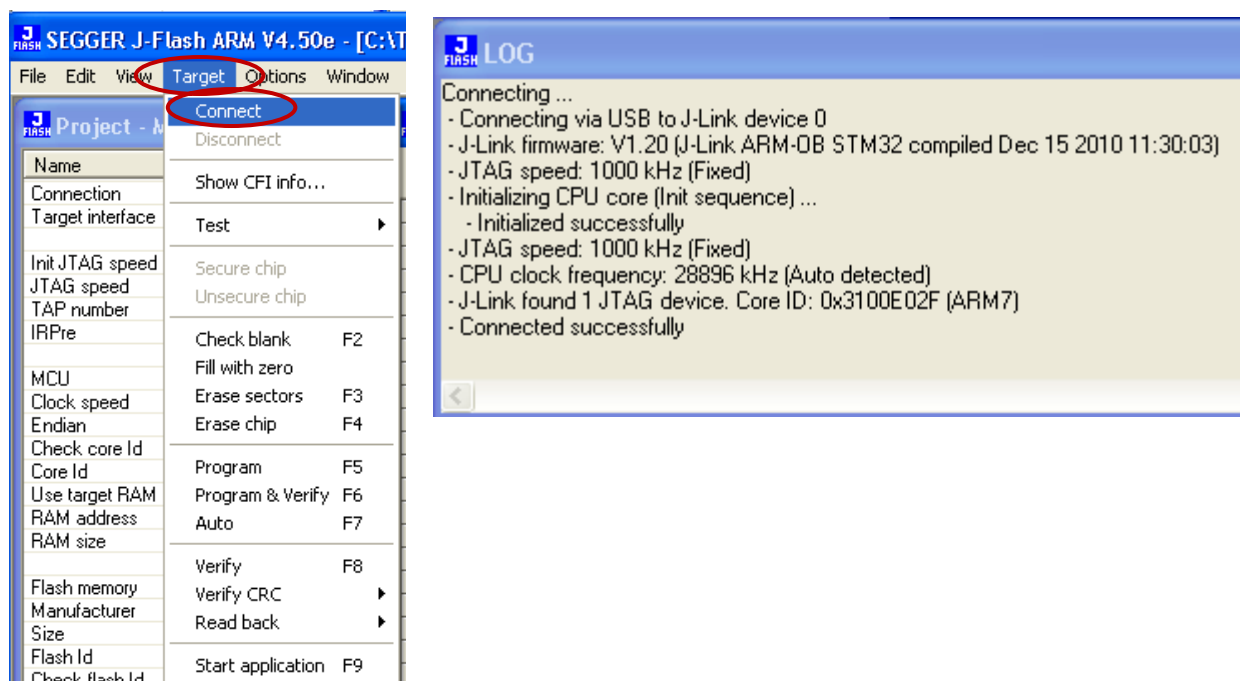 J FLASH SEGGER J-Flash ARM V4.50e - [C:\T
File Edit View Target Options Window
J FLASH Project - M
Name
Connection
Target interface
Init JTAG speed
JTAG speed
TAP number
IRPre
MCU
Clock speed
Endian
Check core Id
Core Id
Use target RAM
RAM address
RAM size
Flash memory
Manufacturer
Size
Flash Id
Check flash Id
Connect
Disconnect
Show CFI info...
Test
Secure chip
Unsecure chip
Check blank F2
Fill with zero
Erase sectors F3
Erase chip F4
Program F5
Program & Verify F6
Auto F7
Verify F8
Verify CRC
Read back
Start application F9
J FLASH LOG
Connecting ...
- Connecting via USB to J-Link device 0
- J-Link firmware: V1.20 (J-Link ARM-OB STM32 compiled Dec 15 2010 11:30:03)
- JTAG speed: 1000 kHz (Fixed)
- Initializing CPU core (Init sequence) ...
- Initialized successfully
- JTAG speed: 1000 kHz (Fixed)
- CPU clock frequency: 28896 kHz (Auto detected)
- J-Link found 1 JTAG device. Core ID: 0x3100E02F (ARM7)
- Connected successfully